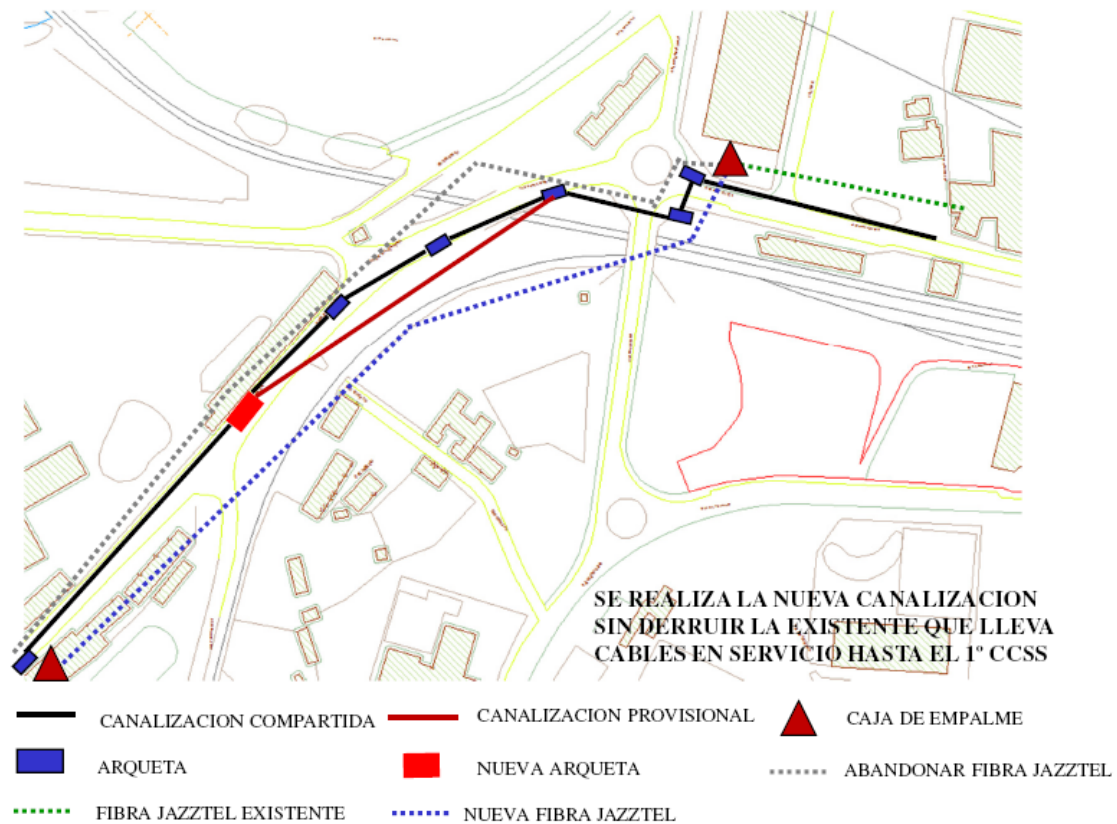 SE REALIZA LA NUEVA CANALIZACION
SIN DERRUIR LA EXISTENTE QUE LLEVA
CABLES EN SERVICIO HASTA EL 1º CCSS
CANALIZACION COMPARTIDA
CANALIZACION PROVISIONAL
CAJA DE EMPALME
ARQUETA
NUEVA ARQUETA
ABANDONAR FIBRA JAZZTEL
FIBRA JAZZTEL EXISTENTE
NUEVA FIBRA JAZZTEL